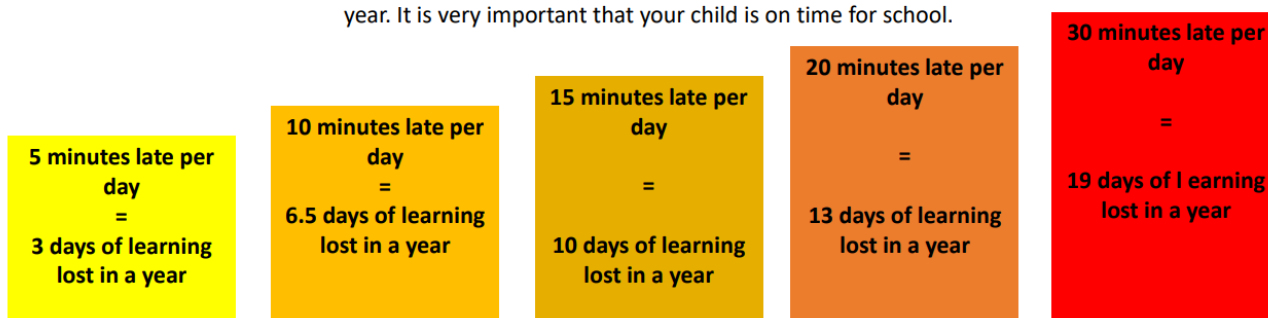 year. It is very important that your child is on time for school.
5 minutes late per
day
=
3 days of learning
lost in a year
10 minutes late per
day
=
6.5 days of learning
lost in a year
15 minutes late per
day
=
10 days of learning
lost in a year
20 minutes late per
day
=
13 days of learning
lost in a year
30 minutes late per
day
=
19 days of l earning
lost in a year